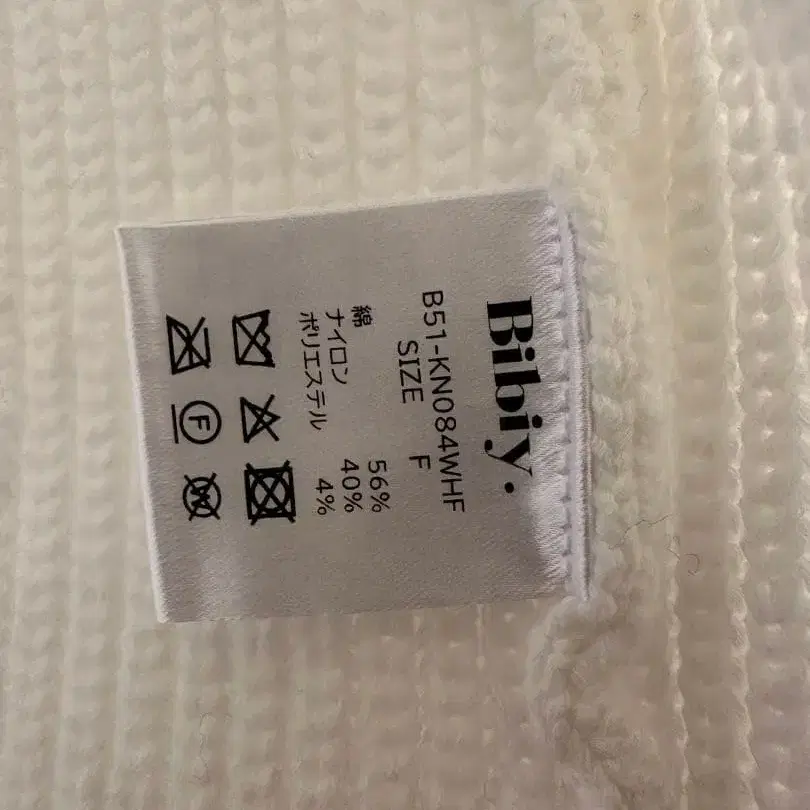 Bibiy.
B51-KN084WHF
SIZE F
綿 56%
ナイロン 40%
ポリエステル 4%
F
W